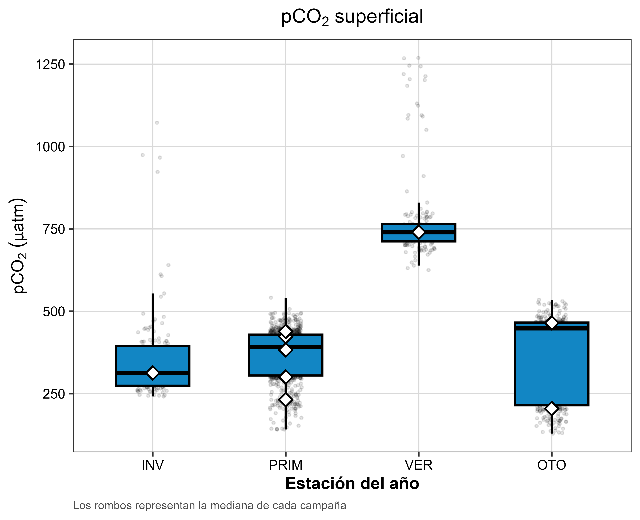 pCO₂ superficial
1250
1000
750
500
250
pCO₂ (µatm)
INV PRIM VER OTO
Estación del año
Los rombos representan la mediana de cada campaña